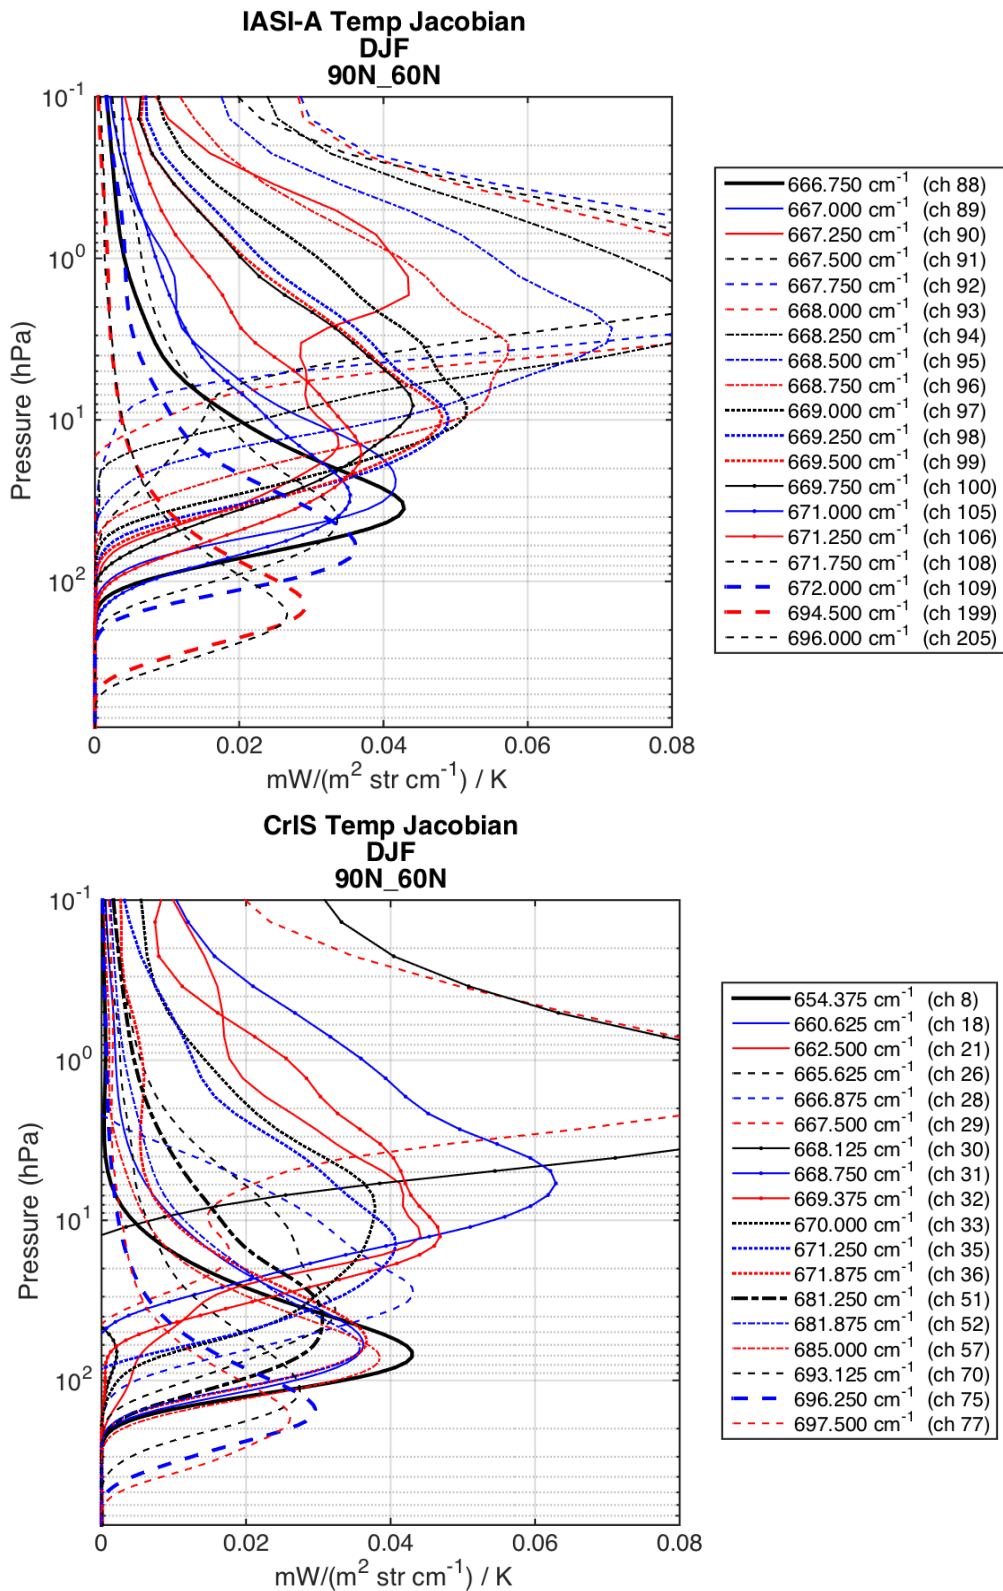 IASI-A Temp Jacobian
DJF
90N_60N
10^-1
10^0
10^1
10^2
Pressure (hPa)
0 0.02 0.04 0.06 0.08
mW/(m^2 str cm^-1) / K
666.750 cm^-1 (ch 88)
667.000 cm^-1 (ch 89)
667.250 cm^-1 (ch 90)
667.500 cm^-1 (ch 91)
667.750 cm^-1 (ch 92)
668.000 cm^-1 (ch 93)
668.250 cm^-1 (ch 94)
668.500 cm^-1 (ch 95)
668.750 cm^-1 (ch 96)
669.000 cm^-1 (ch 97)
669.250 cm^-1 (ch 98)
669.500 cm^-1 (ch 99)
669.750 cm^-1 (ch 100)
671.000 cm^-1 (ch 105)
671.250 cm^-1 (ch 106)
671.750 cm^-1 (ch 108)
672.000 cm^-1 (ch 109)
694.500 cm^-1 (ch 199)
696.000 cm^-1 (ch 205)
CrIS Temp Jacobian
DJF
90N_60N
10^-1
10^0
10^1
10^2
Pressure (hPa)
0 0.02 0.04 0.06 0.08
mW/(m^2 str cm^-1) / K
654.375 cm^-1 (ch 8)
660.625 cm^-1 (ch 18)
662.500 cm^-1 (ch 21)
665.625 cm^-1 (ch 26)
666.875 cm^-1 (ch 28)
667.500 cm^-1 (ch 29)
668.125 cm^-1 (ch 30)
668.750 cm^-1 (ch 31)
669.375 cm^-1 (ch 32)
670.000 cm^-1 (ch 33)
671.250 cm^-1 (ch 35)
671.875 cm^-1 (ch 36)
681.250 cm^-1 (ch 51)
681.875 cm^-1 (ch 52)
685.000 cm^-1 (ch 57)
693.125 cm^-1 (ch 70)
696.250 cm^-1 (ch 75)
697.500 cm^-1 (ch 77)